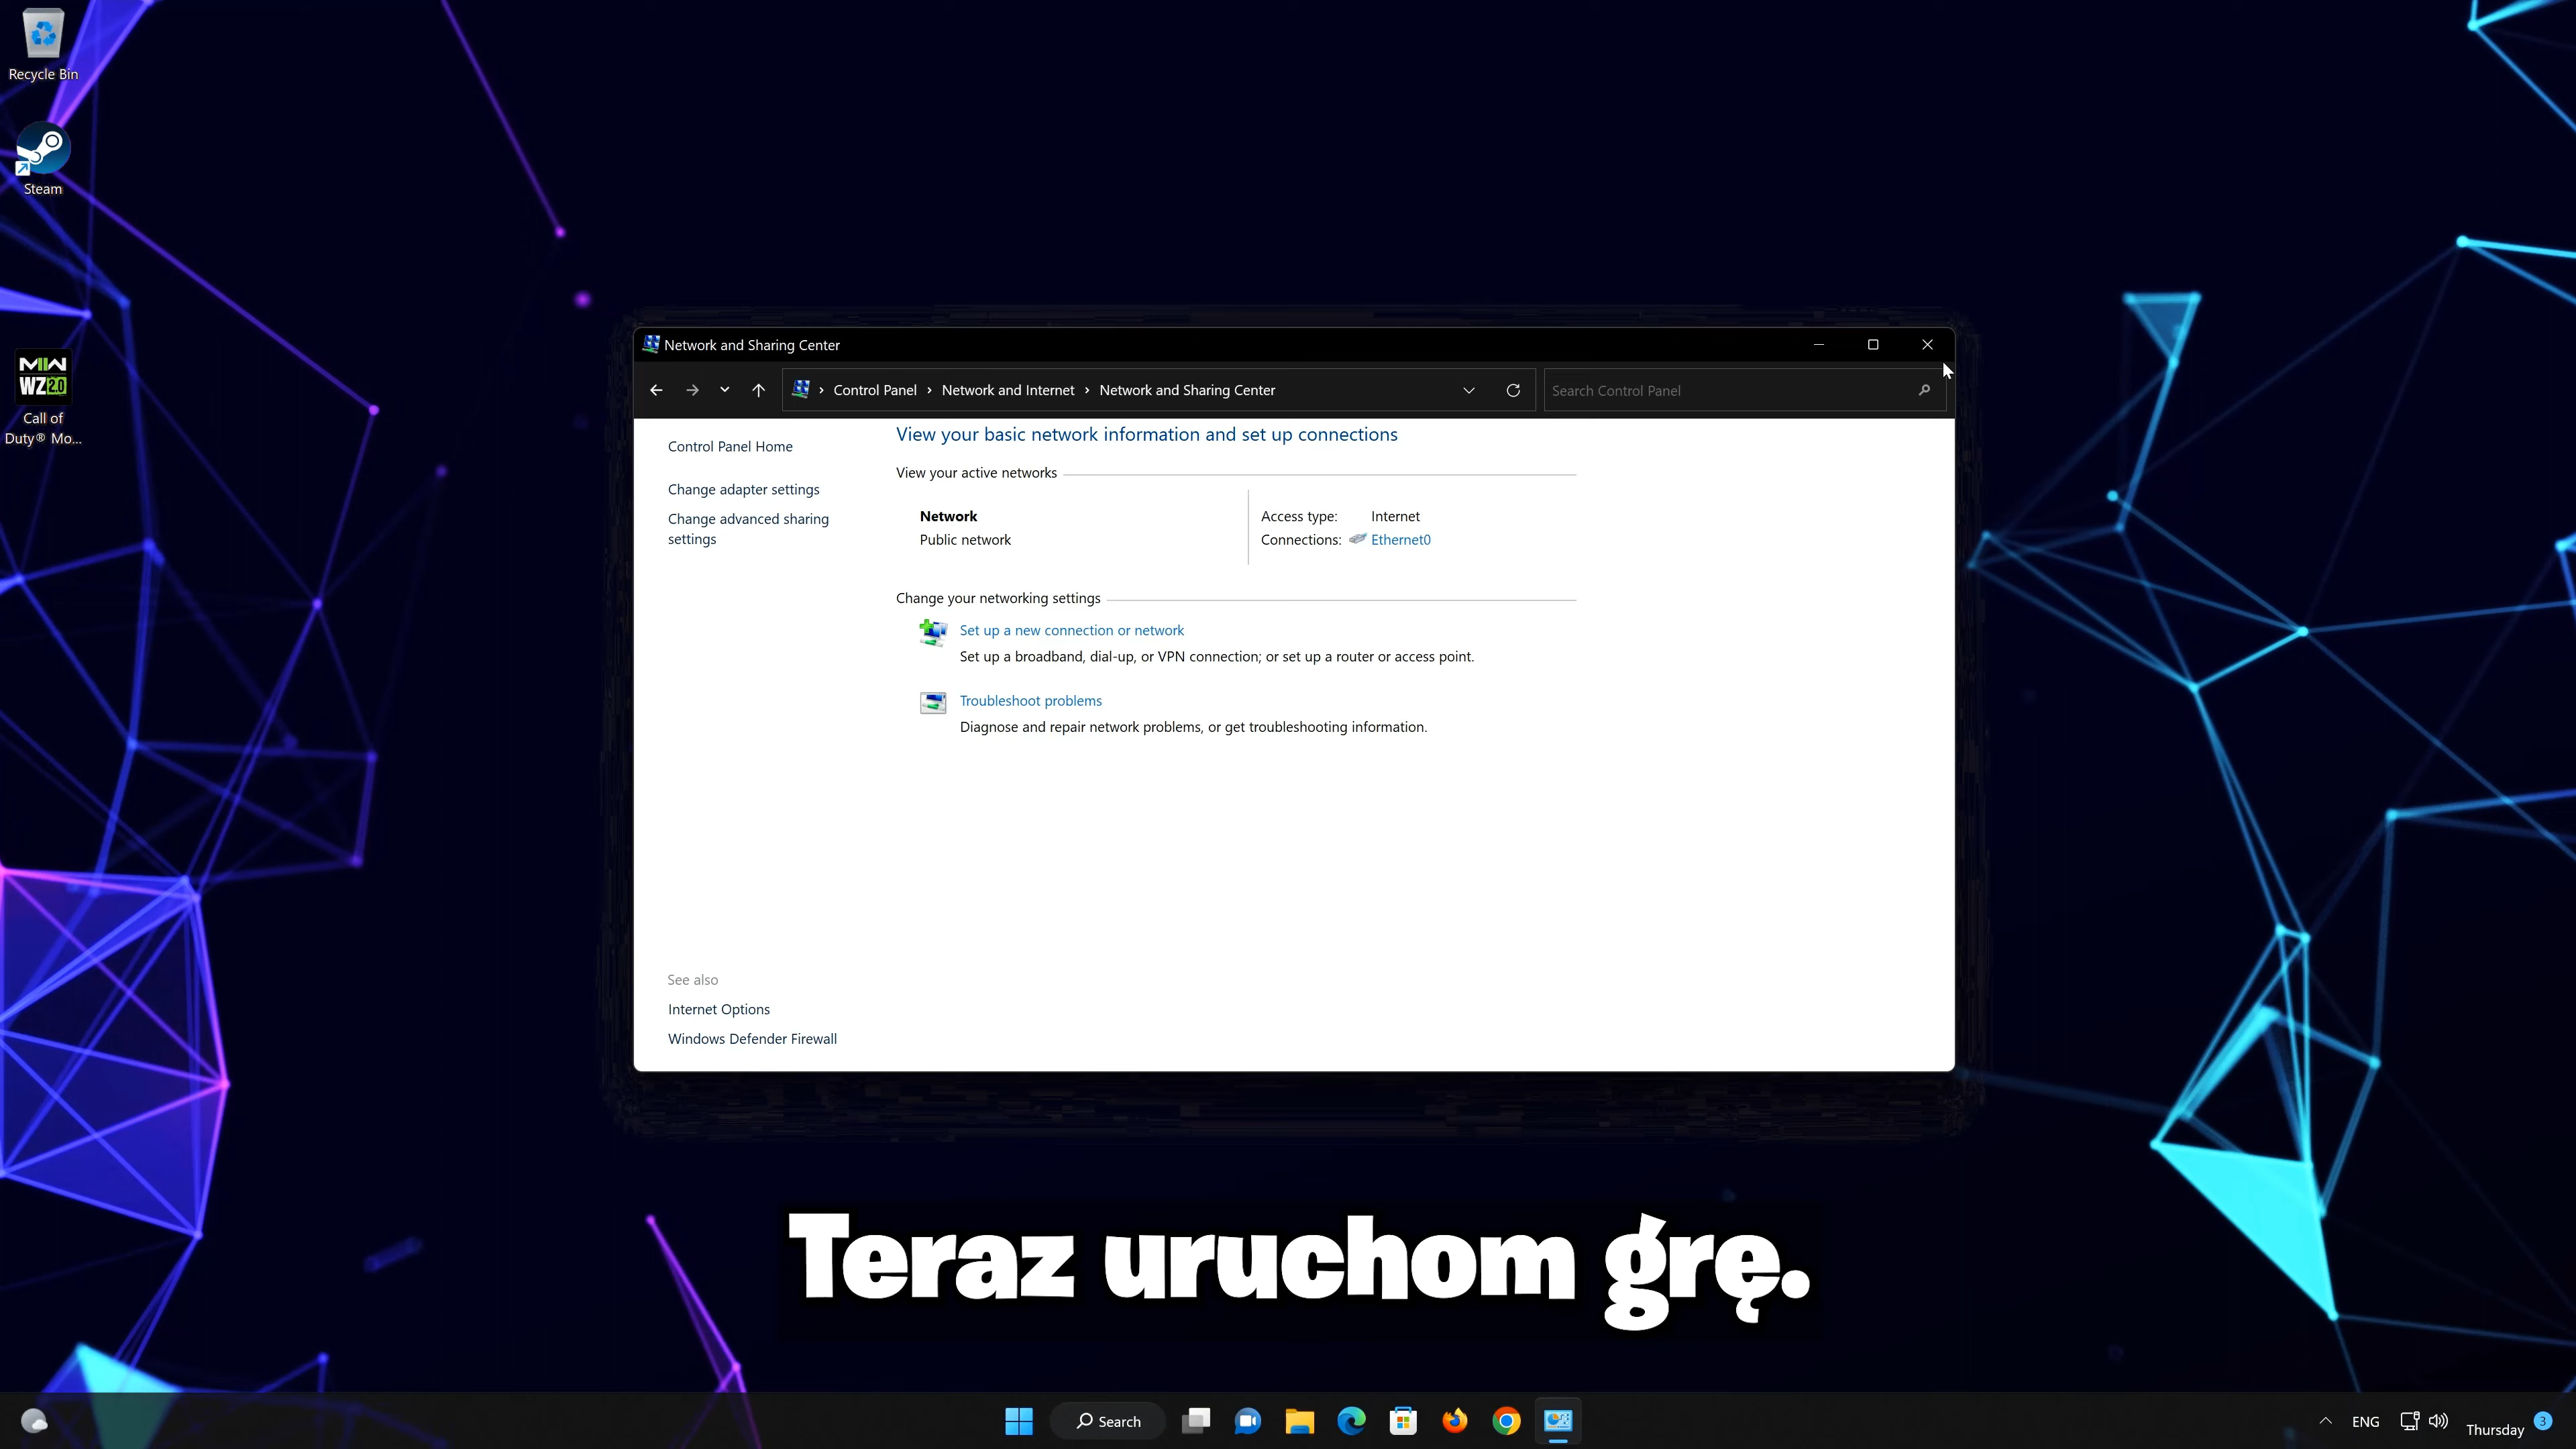 Recycle Bin
Steam
MW
WZ 2.0
Call of
Duty® Mo...
Network and Sharing Center
Control Panel › Network and Internet › Network and Sharing Center
Search Control Panel
Control Panel Home
Change adapter settings
Change advanced sharing
settings
View your basic network information and set up connections
View your active networks
Network
Public network
Access type: Internet
Connections: Ethernet0
Change your networking settings
Set up a new connection or network
Set up a broadband, dial-up, or VPN connection; or set up a router or access point.
Troubleshoot problems
Diagnose and repair network problems, or get troubleshooting information.
See also
Internet Options
Windows Defender Firewall
Teraz uruchom grę.
Search
ENG
Thursday
3